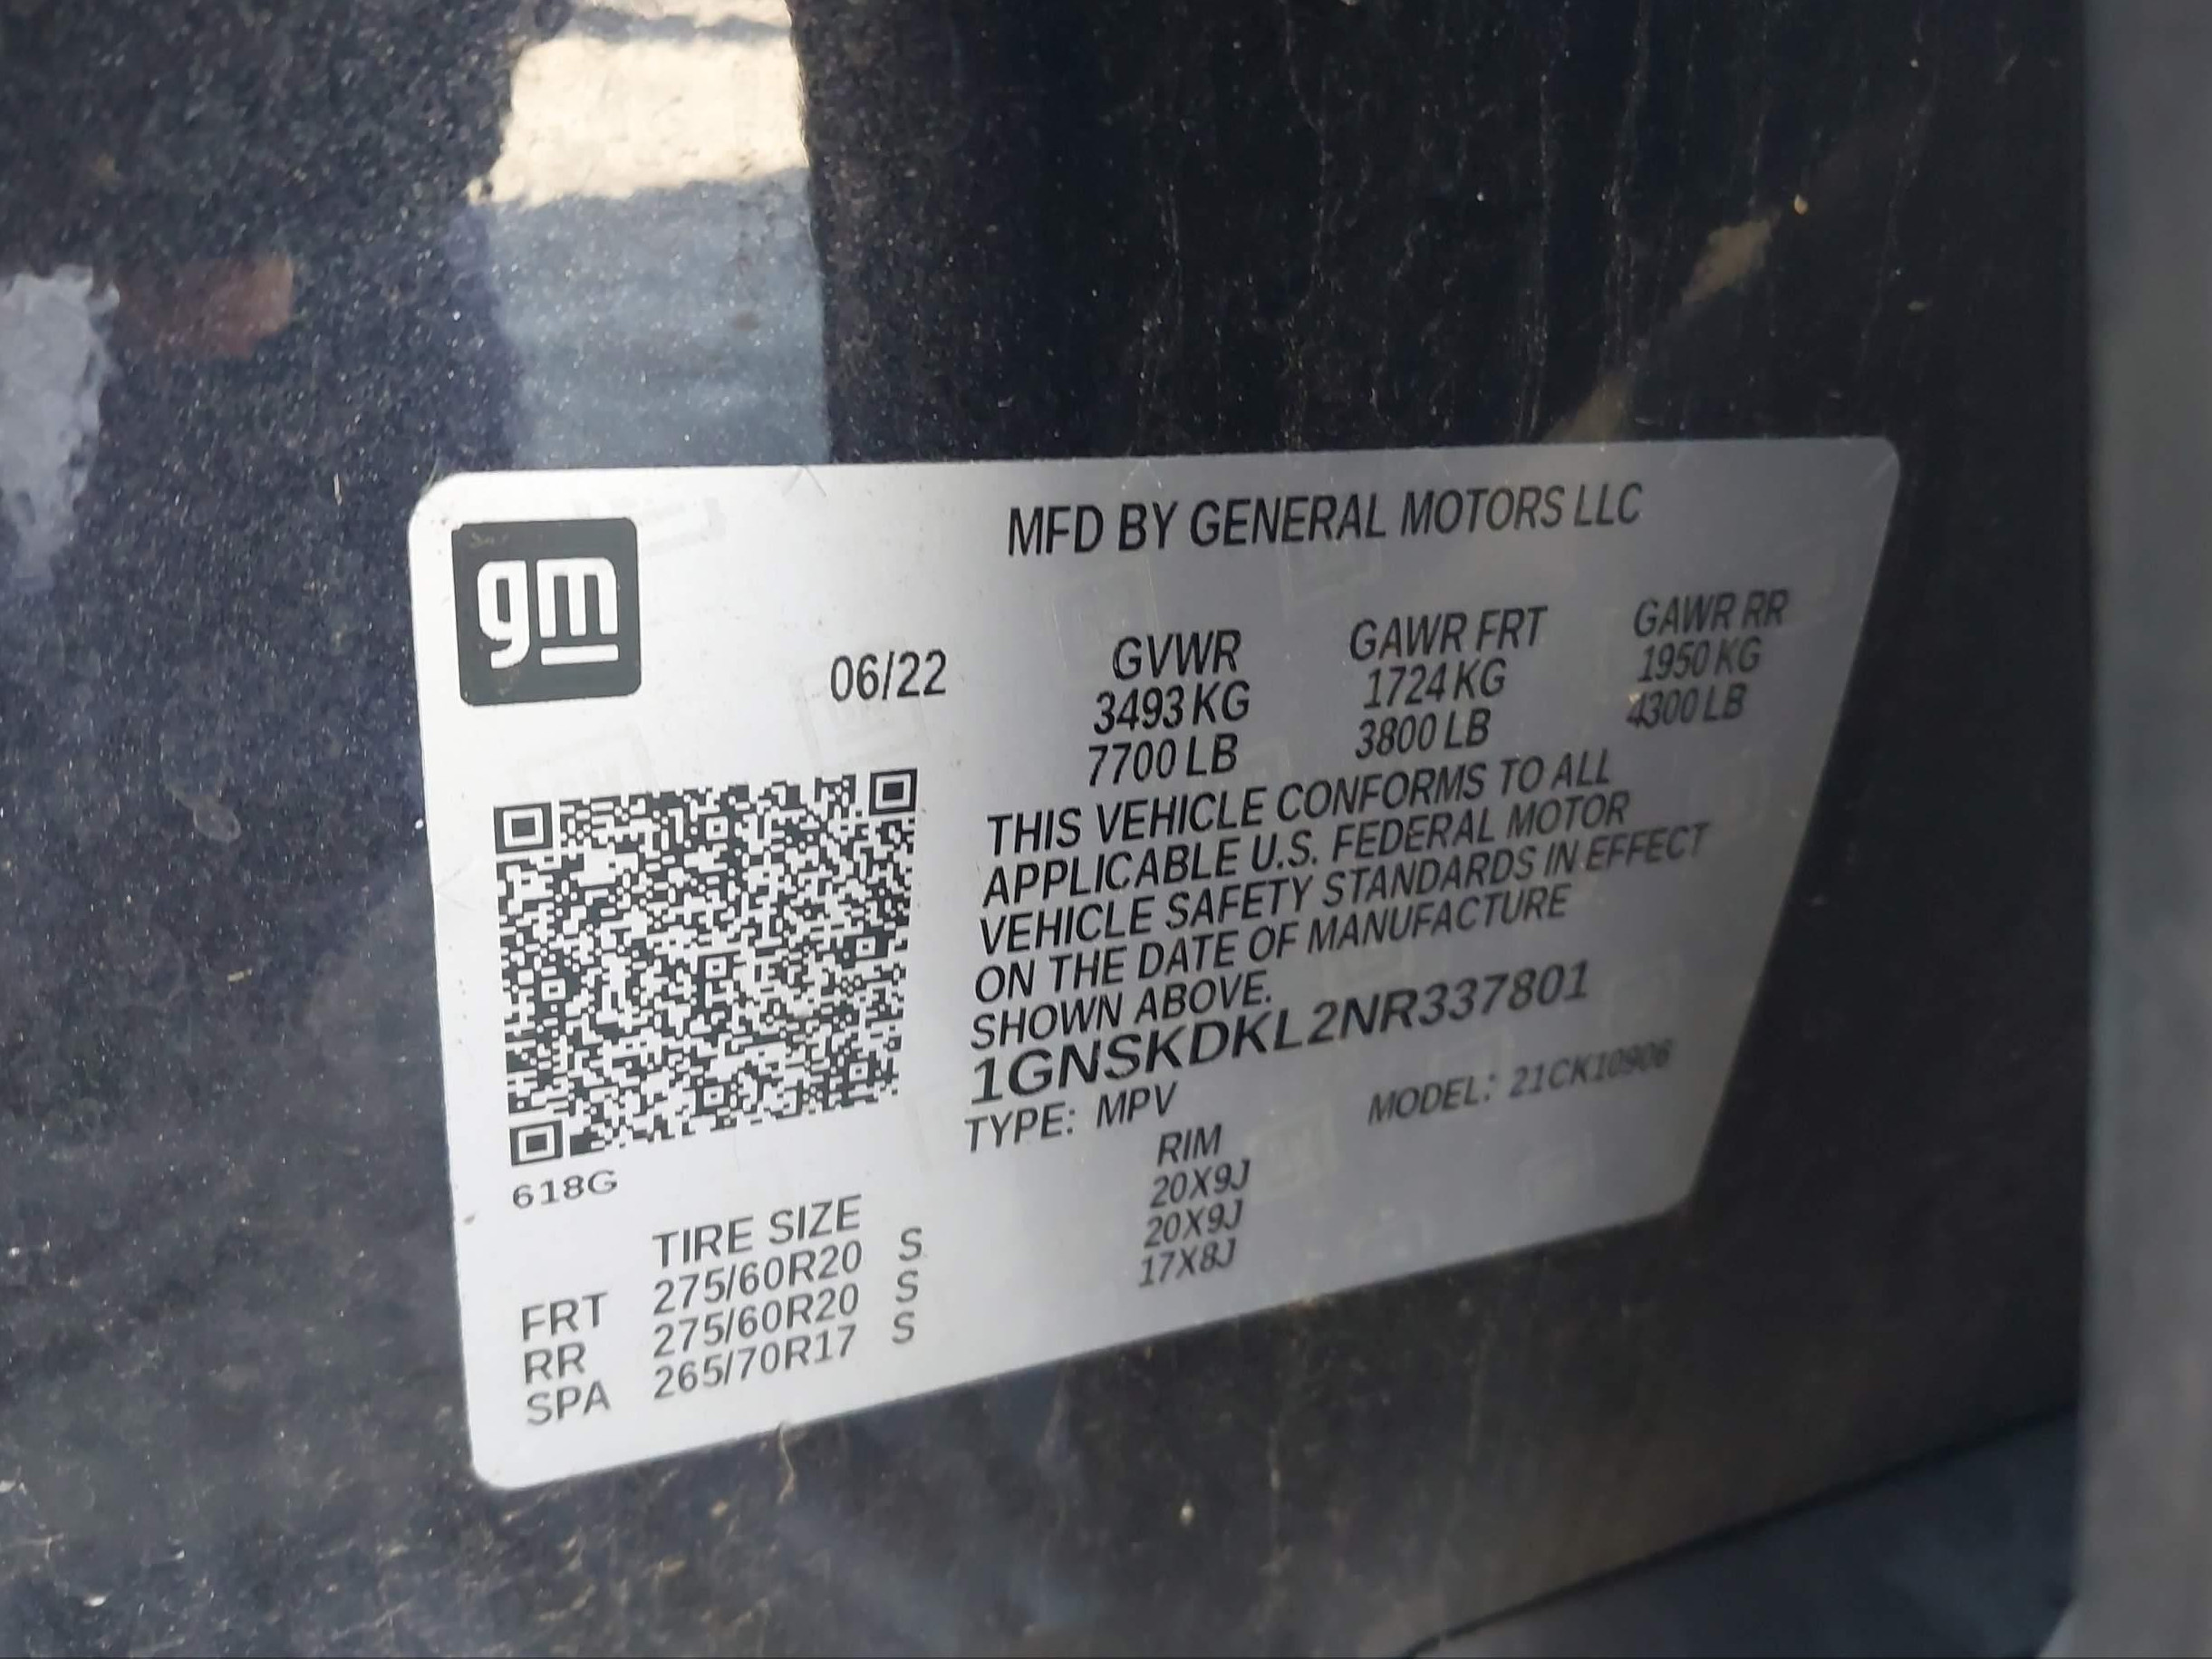 gm
MFD BY GENERAL MOTORS LLC
06/22
GVWR GAWR FRT GAWR RR
3493 KG 1724 KG 1950 KG
7700 LB 3800 LB 4300 LB
THIS VEHICLE CONFORMS TO ALL
APPLICABLE U.S. FEDERAL MOTOR
VEHICLE SAFETY STANDARDS IN EFFECT
ON THE DATE OF MANUFACTURE
SHOWN ABOVE.
1GNSKDKL2NR337801
TYPE: MPV MODEL: 21CK10906
618G
TIRE SIZE RIM
FRT 275/60R20 S 20X9J
RR 275/60R20 S 20X9J
SPA 265/70R17 S 17X8J